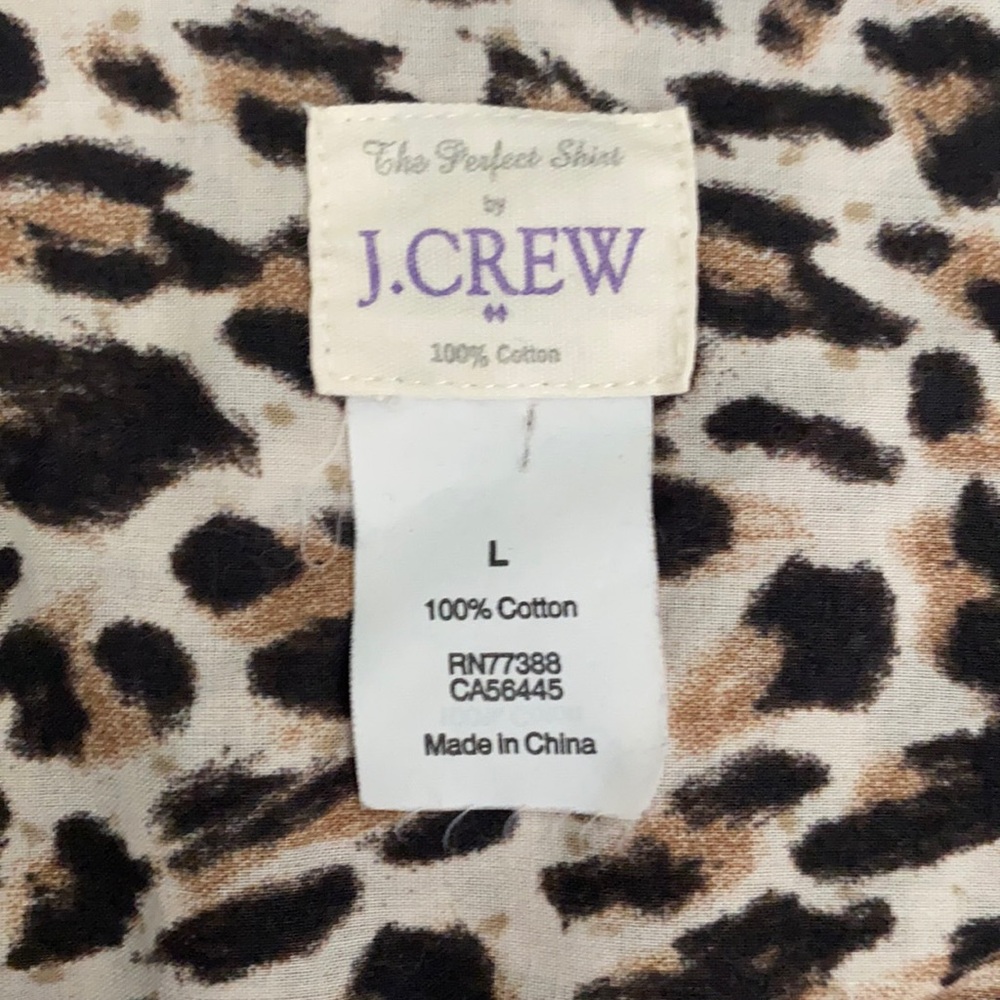 The Perfect Shirt
by
J.CREW
100% Cotton
L
100% Cotton
RN77388
CA56445
Made in China